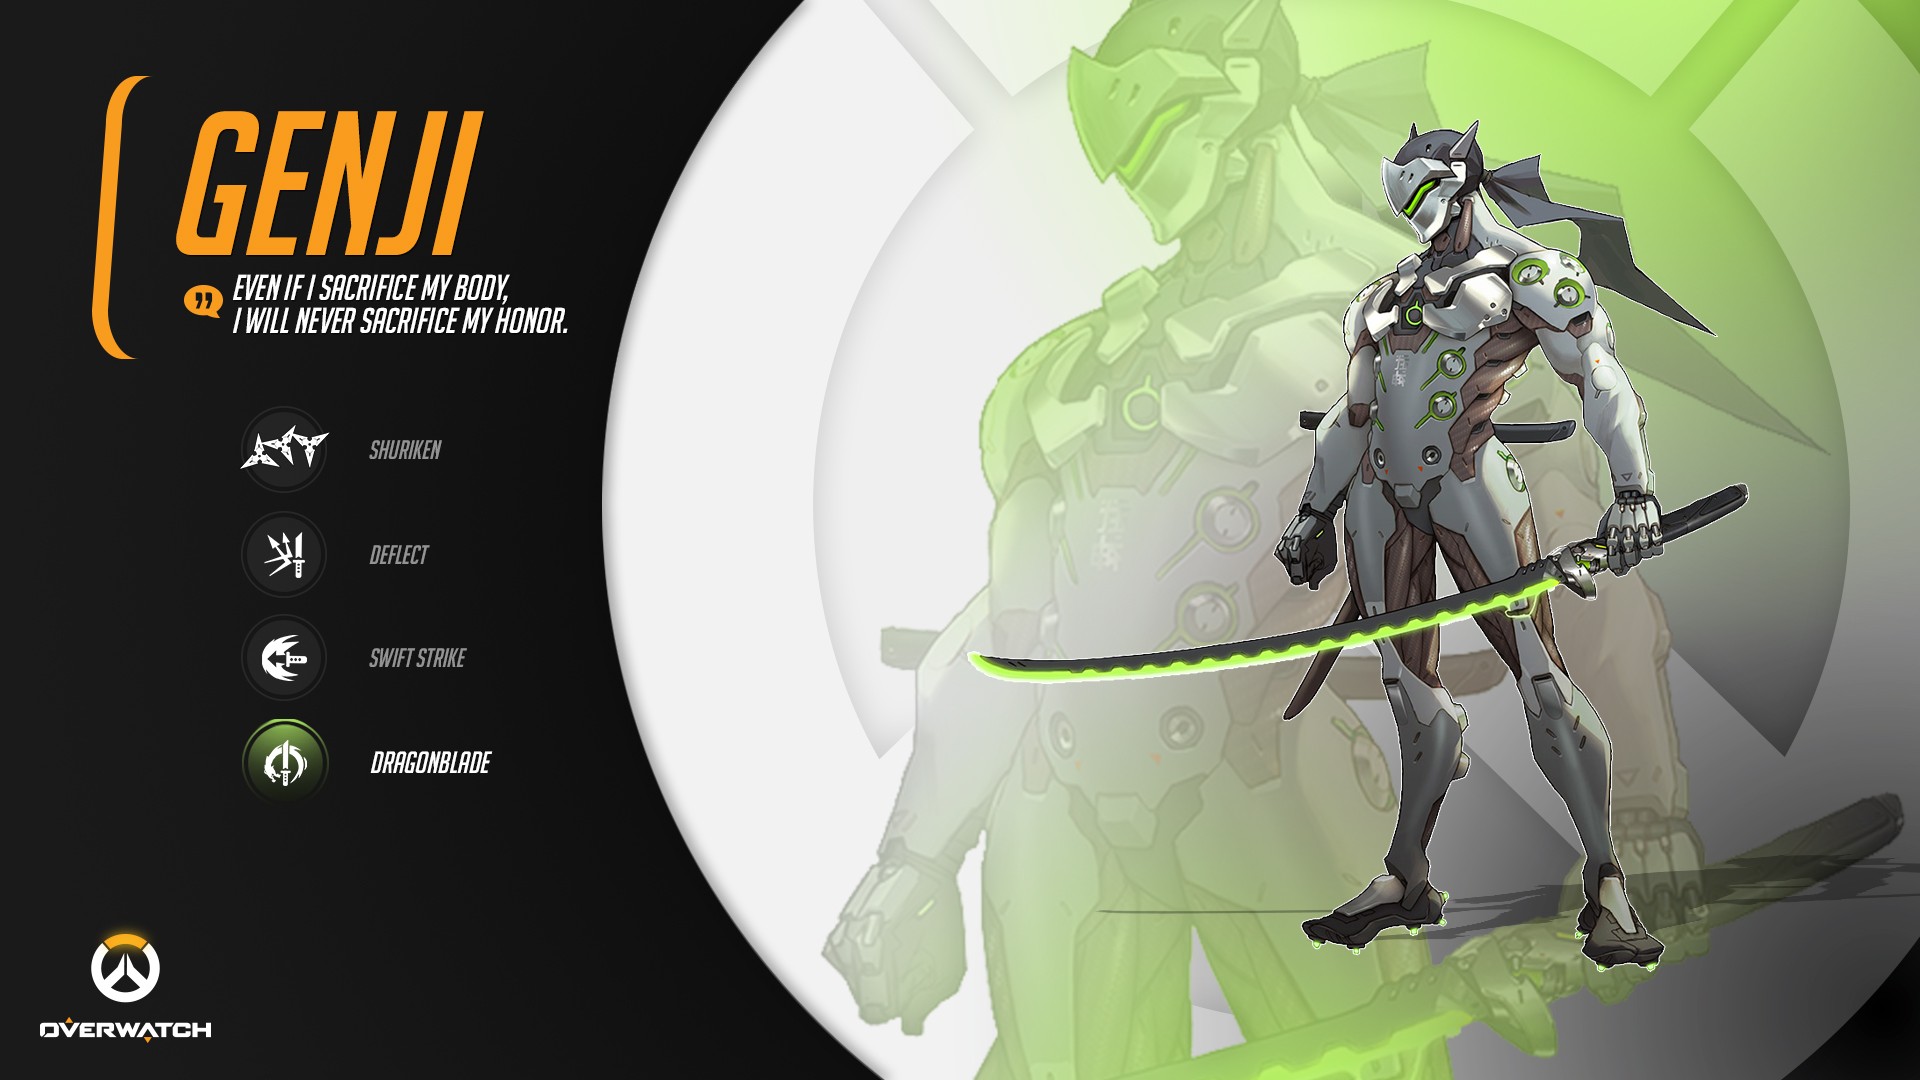 GENJI
EVEN IF I SACRIFICE MY BODY,
I WILL NEVER SACRIFICE MY HONOR.
SHURIKEN
DEFLECT
SWIFT STRIKE
DRAGONBLADE
OVERWATCH